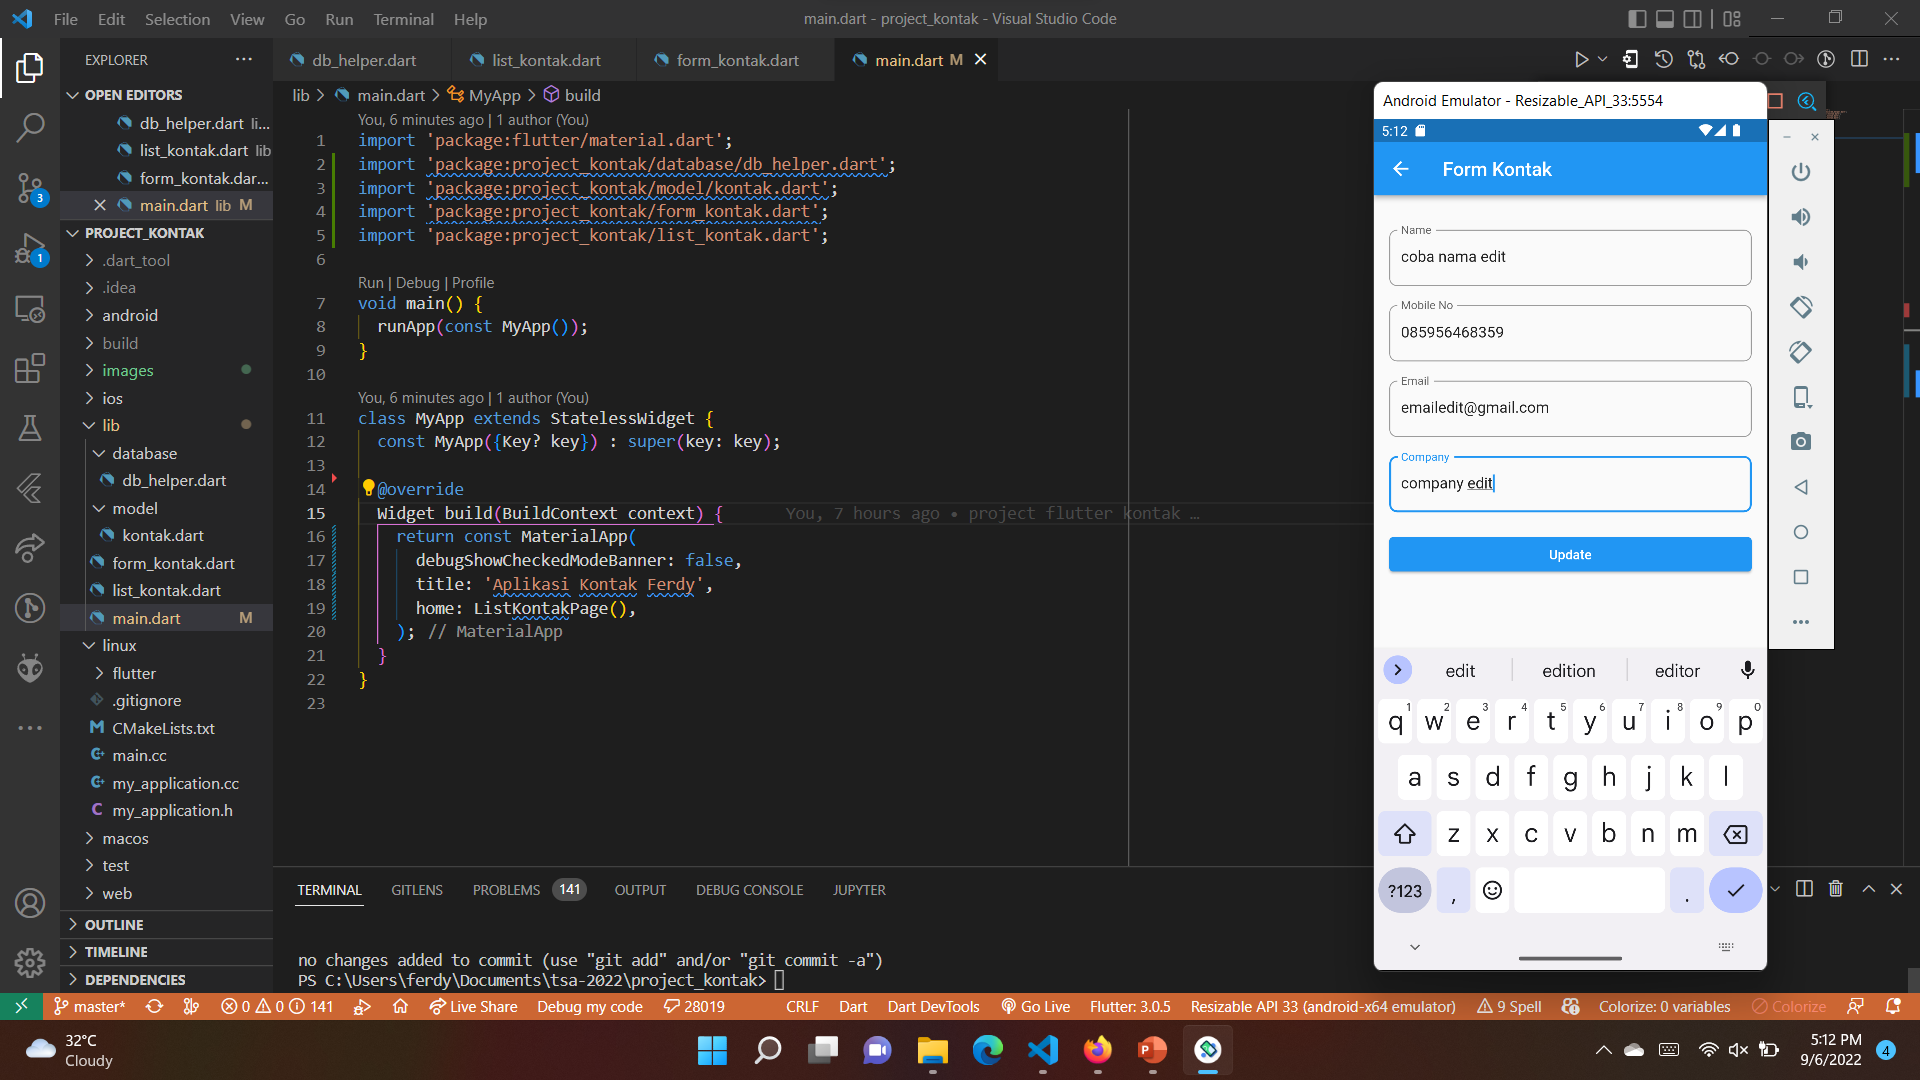 File Edit Selection View Go Run Terminal Help
main.dart - project_kontak - Visual Studio Code
EXPLORER
OPEN EDITORS
db_helper.dart li...
list_kontak.dart lib
form_kontak.dar...
main.dart lib M
PROJECT_KONTAK
.dart_tool
.idea
android
build
images
ios
lib
database
db_helper.dart
model
kontak.dart
form_kontak.dart
list_kontak.dart
main.dart M
linux
flutter
.gitignore
CMakeLists.txt
main.cc
my_application.cc
my_application.h
macos
test
web
OUTLINE
TIMELINE
DEPENDENCIES
3
1
db_helper.dart
list_kontak.dart
form_kontak.dart
main.dart M
lib > main.dart > MyApp > build
You, 6 minutes ago | 1 author (You)
1 import 'package:flutter/material.dart';
2 import 'package:project_kontak/database/db_helper.dart';
3 import 'package:project_kontak/model/kontak.dart';
4 import 'package:project_kontak/form_kontak.dart';
5 import 'package:project_kontak/list_kontak.dart';
6
Run | Debug | Profile
7 void main() {
8 runApp(const MyApp());
9 }
10
You, 6 minutes ago | 1 author (You)
11 class MyApp extends StatelessWidget {
12 const MyApp({Key? key}) : super(key: key);
13
14 @override
15 Widget build(BuildContext context) { You, 7 hours ago • project flutter kontak …
16 return const MaterialApp(
17 debugShowCheckedModeBanner: false,
18 title: 'Aplikasi Kontak Ferdy',
19 home: ListKontakPage(),
20 ); // MaterialApp
21 }
22 }
23
TERMINAL GITLENS PROBLEMS 141 OUTPUT DEBUG CONSOLE JUPYTER
no changes added to commit (use "git add" and/or "git commit -a")
PS C:\Users\ferdy\Documents\tsa-2022\project_kontak>
Android Emulator - Resizable_API_33:5554
5:12
Form Kontak
Name
coba nama edit
Mobile No
085956468359
Email
emailedit@gmail.com
Company
company edit
Update
edit edition editor
q1 w2 e3 r4 t5 y6 u7 i8 o9 p0
a s d f g h j k l
z x c v b n m
?123 , .
master* 0 0 141 Live Share Debug my code 28019 CRLF Dart Dart DevTools Go Live Flutter: 3.0.5 Resizable API 33 (android-x64 emulator) 9 Spell Colorize: 0 variables Colorize
32°C
Cloudy
5:12 PM
9/6/2022
4